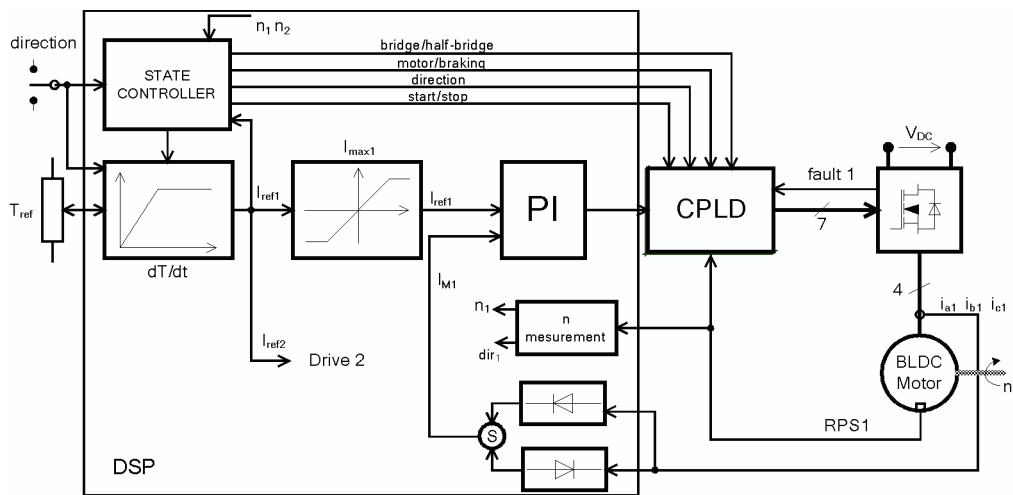 n1 n2
direction
STATE
CONTROLLER
bridge/half-bridge
motor/braking
direction
start/stop
VDC
Imax1
fault 1
Tref
Iref1
Iref1
PI
CPLD
7
dT/dt
IM1
4
ia1 ib1 ic1
n1
n
mesurement
dir1
Iref2
Drive 2
BLDC
Motor
n
RPS1
S
DSP